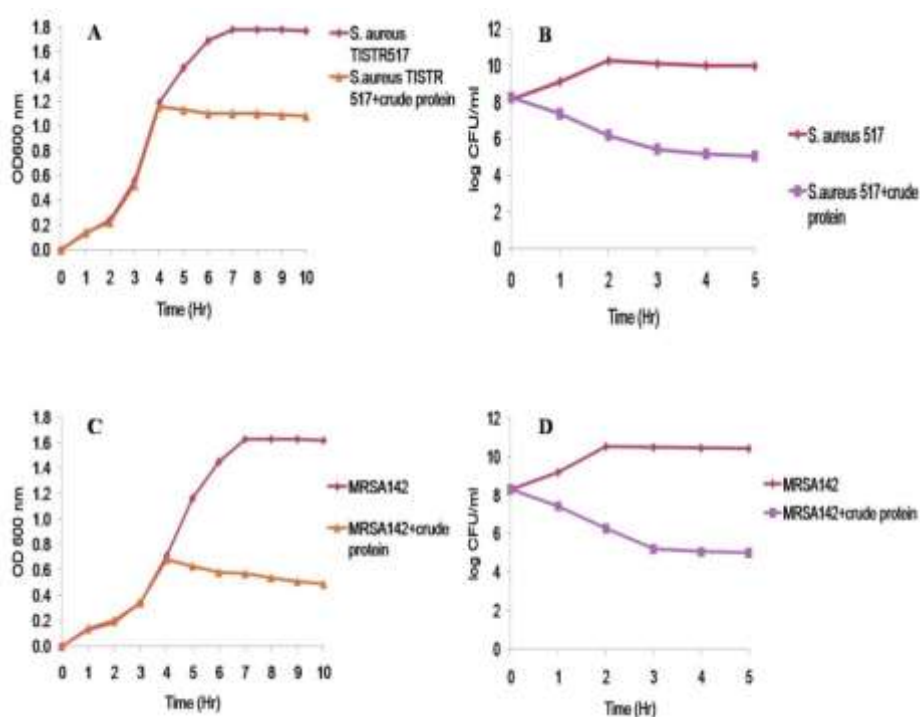 A
1.8
1.6
1.4
1.2
1.0
0.8
0.6
0.4
0.2
0.0
OD600 nm
0 1 2 3 4 5 6 7 8 9 10
Time (Hr)
S. aureus
TISTR517
S.aureus TISTR
517+crude protein
B
12
10
8
6
4
2
0
log CFU/ml
0 1 2 3 4 5
Time (Hr)
S. aureus 517
S.aureus 517+crude
protein
C
1.8
1.6
1.4
1.2
1.0
0.8
0.6
0.4
0.2
0.0
OD 600 nm
0 1 2 3 4 5 6 7 8 9 10
Time (Hr)
MRSA142
MRSA142+crude
protein
D
12
10
8
6
4
2
0
log CFU/ml
0 1 2 3 4 5
Time (Hr)
MRSA142
MRSA142+crude protein